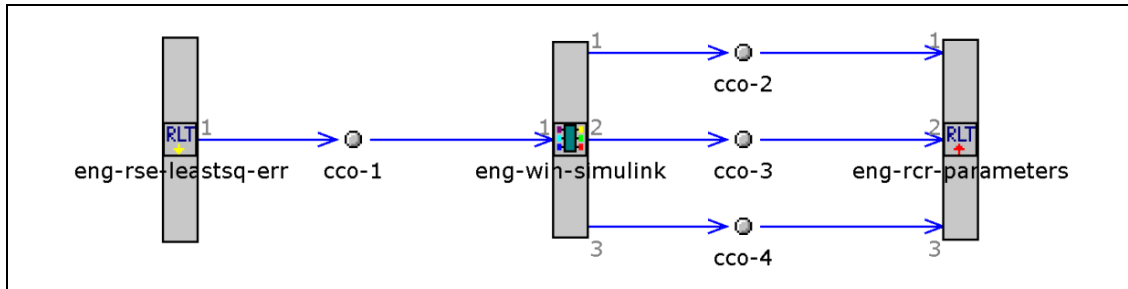 1
1
cco-2
RLT
1
1
2
2
RLT
eng-rse-leastsq-err
cco-1
eng-win-simulink
cco-3
eng-rcr-parameters
3
3
cco-4